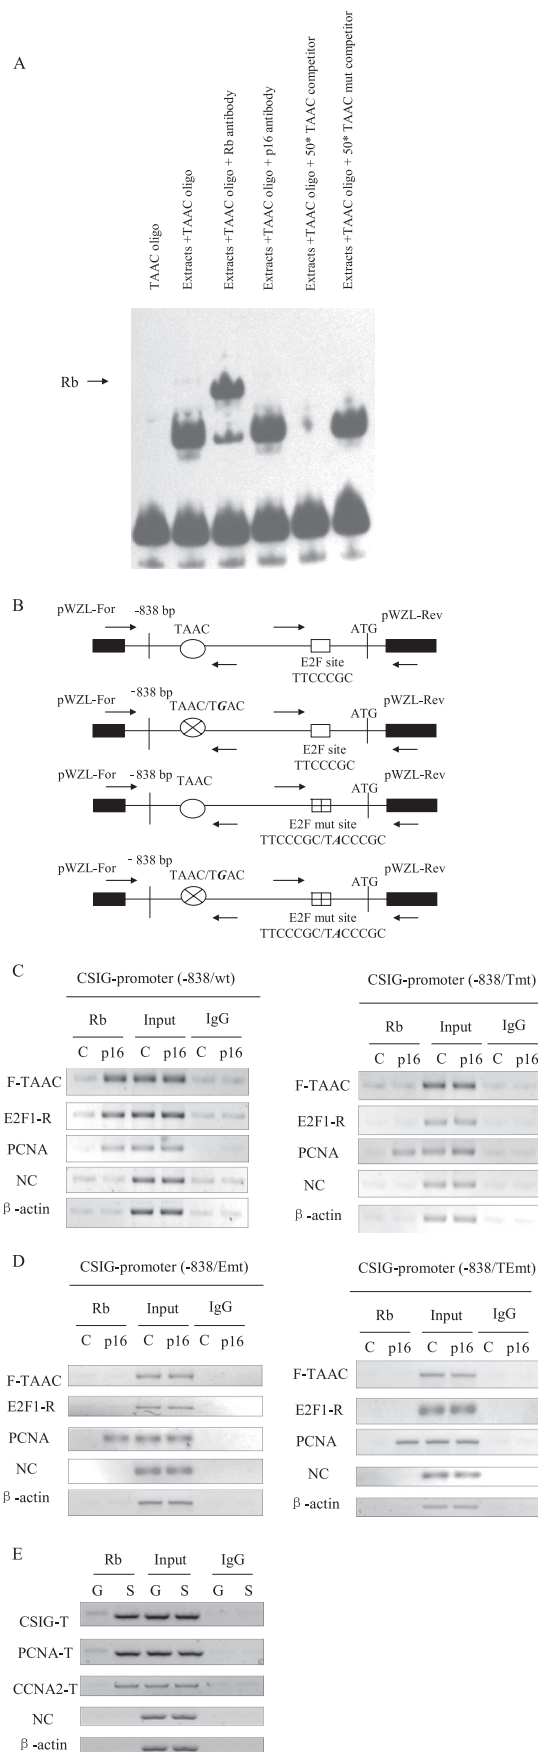 A
TAAC oligo
Extracts +TAAC oligo
Extracts +TAAC oligo + Rb antibody
Extracts +TAAC oligo + p16 antibody
Extracts +TAAC oligo + 50* TAAC competitor
Extracts +TAAC oligo + 50* TAAC mut competitor
Rb
B
pWZL-For -838 bp TAAC ATG pWZL-Rev
E2F site
TTCCCGC
pWZL-For -838 bp TAAC/TGAC ATG pWZL-Rev
E2F site
TTCCCGC
pWZL-For -838 bp TAAC ATG pWZL-Rev
E2F mut site
TTCCCGC/TACCCGC
pWZL-For -838 bp TAAC/TGAC ATG pWZL-Rev
E2F mut site
TTCCCGC/TACCCGC
C
CSIG-promoter (-838/wt)
Rb Input IgG
C p16 C p16 C p16
F-TAAC
E2F1-R
PCNA
NC
β-actin
CSIG-promoter (-838/Tmt)
Rb Input IgG
C p16 C p16 C p16
F-TAAC
E2F1-R
PCNA
NC
β-actin
D
CSIG-promoter (-838/Emt)
Rb Input IgG
C p16 C p16 C p16
F-TAAC
E2F1-R
PCNA
NC
β-actin
CSIG-promoter (-838/TEmt)
Rb Input IgG
C p16 C p16 C p16
F-TAAC
E2F1-R
PCNA
NC
β-actin
E
Rb Input IgG
G S G S G S
CSIG-T
PCNA-T
CCNA2-T
NC
β-actin